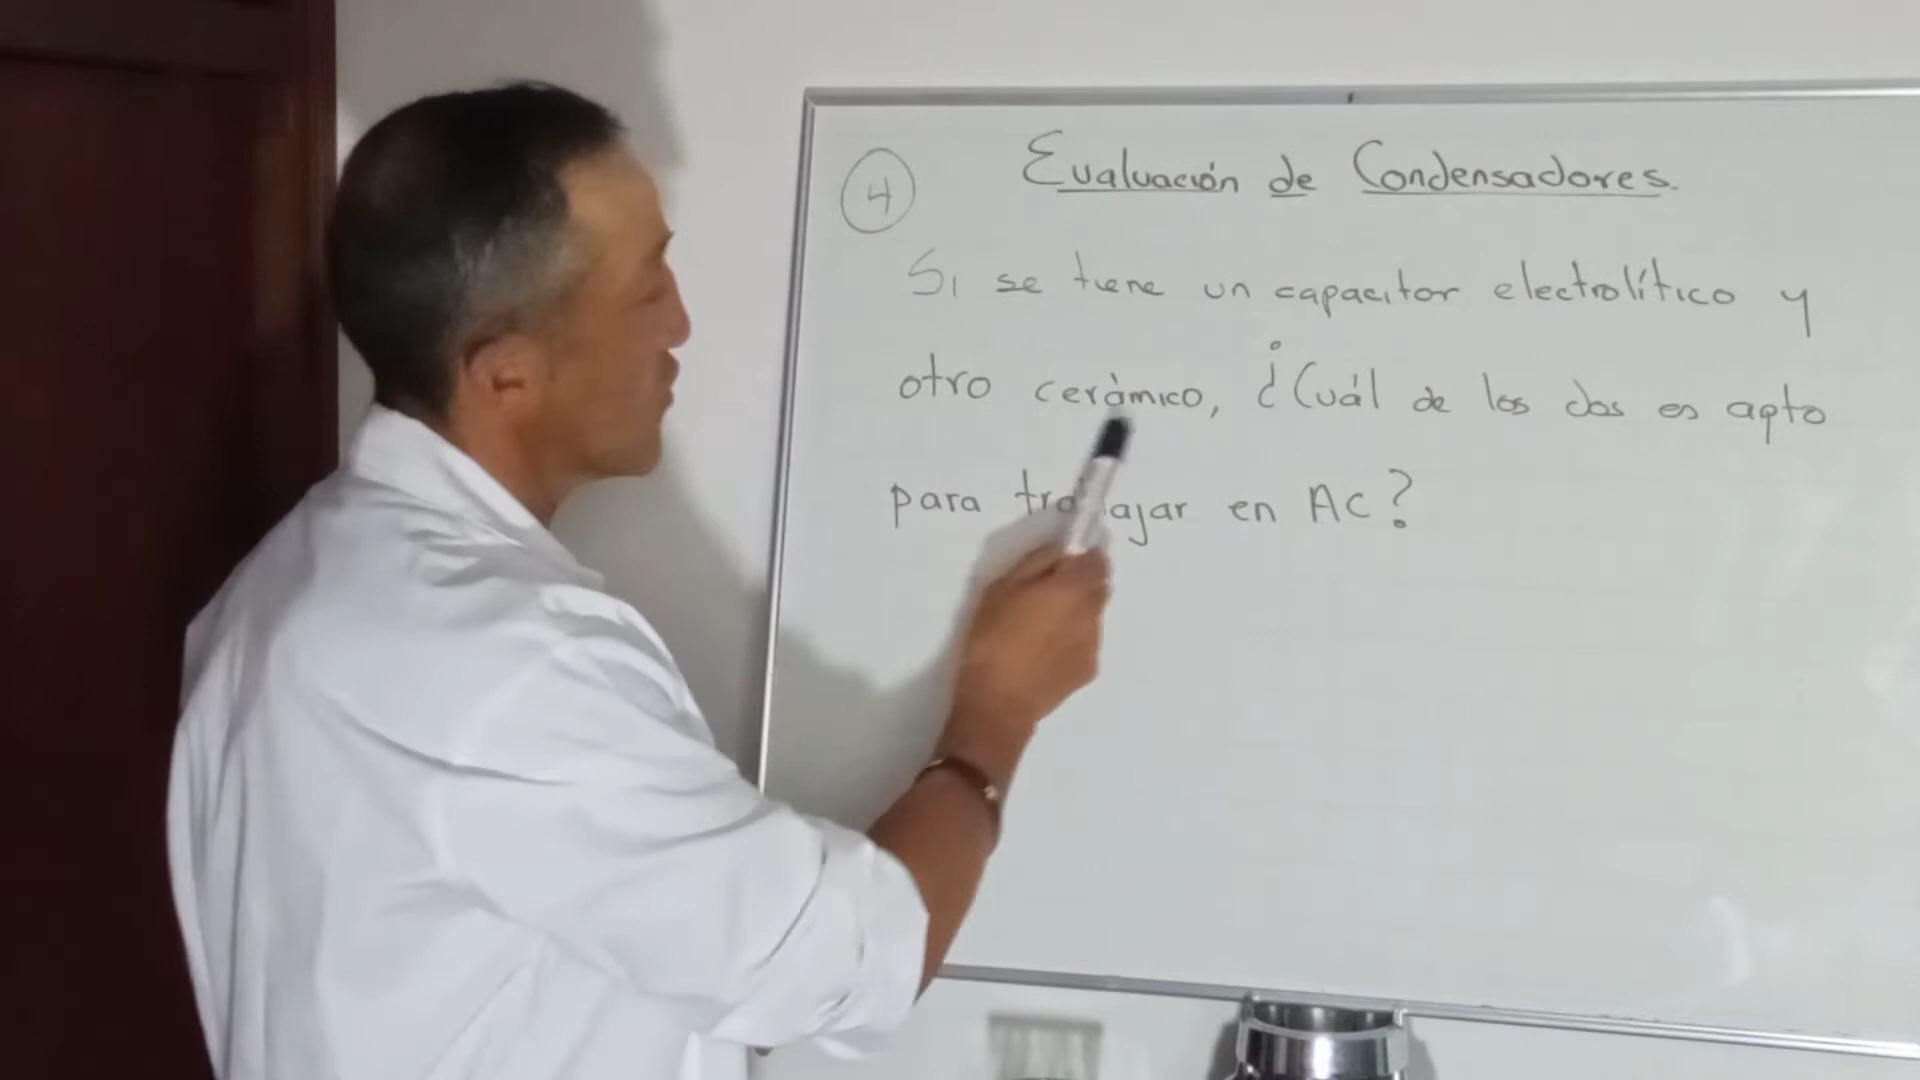 4
Evaluación de Condensadores.
Si se tiene un capacitor electrolítico y
otro cerámico, ¿Cuál de los dos es apto
para trabajar en AC?